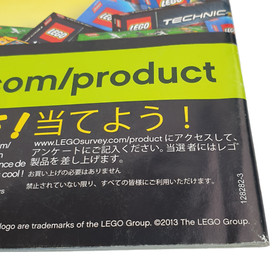 TECHNIC
.com/product
!当てよう!
www.LEGOsurvey.com/product にアクセスして、
アンケートにご記入ください。当選者にはレゴ
製品を差し上げます。
お買い上げの必要はありません
禁止されていない限り、すべての皆様にご利用いただけます。
ance de
cool !
logo are trademarks of the LEGO Group. ©2013 The LEGO Group.
128282-3